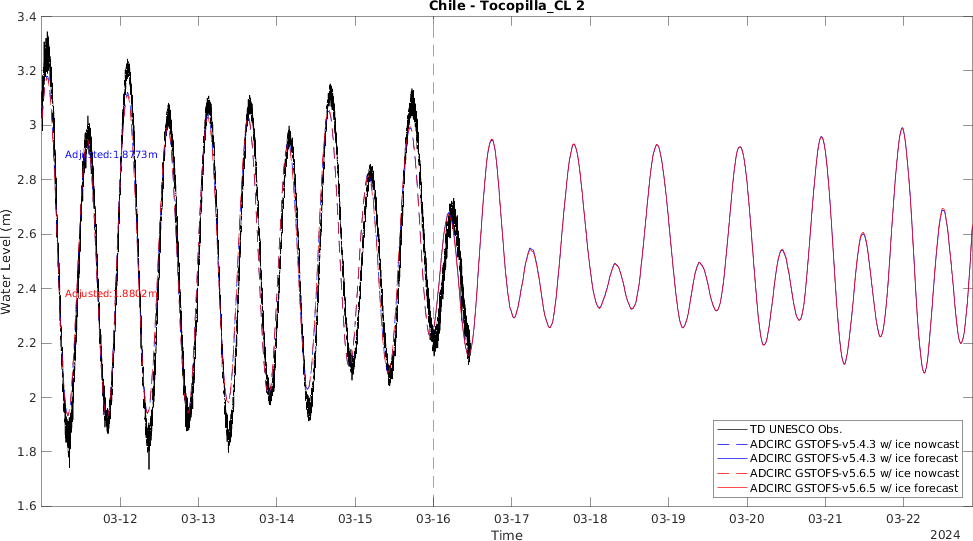 Chile - Tocopilla_CL 2
3.4
3.2
3
2.8
2.6
2.4
2.2
2
1.8
1.6
Water Level (m)
Adjusted:1.8773m
Adjusted:1.8802m
TD UNESCO Obs.
ADCIRC GSTOFS-v5.4.3 w/ ice nowcast
ADCIRC GSTOFS-v5.4.3 w/ ice forecast
ADCIRC GSTOFS-v5.6.5 w/ ice nowcast
ADCIRC GSTOFS-v5.6.5 w/ ice forecast
03-12 03-13 03-14 03-15 03-16 03-17 03-18 03-19 03-20 03-21 03-22
Time
2024